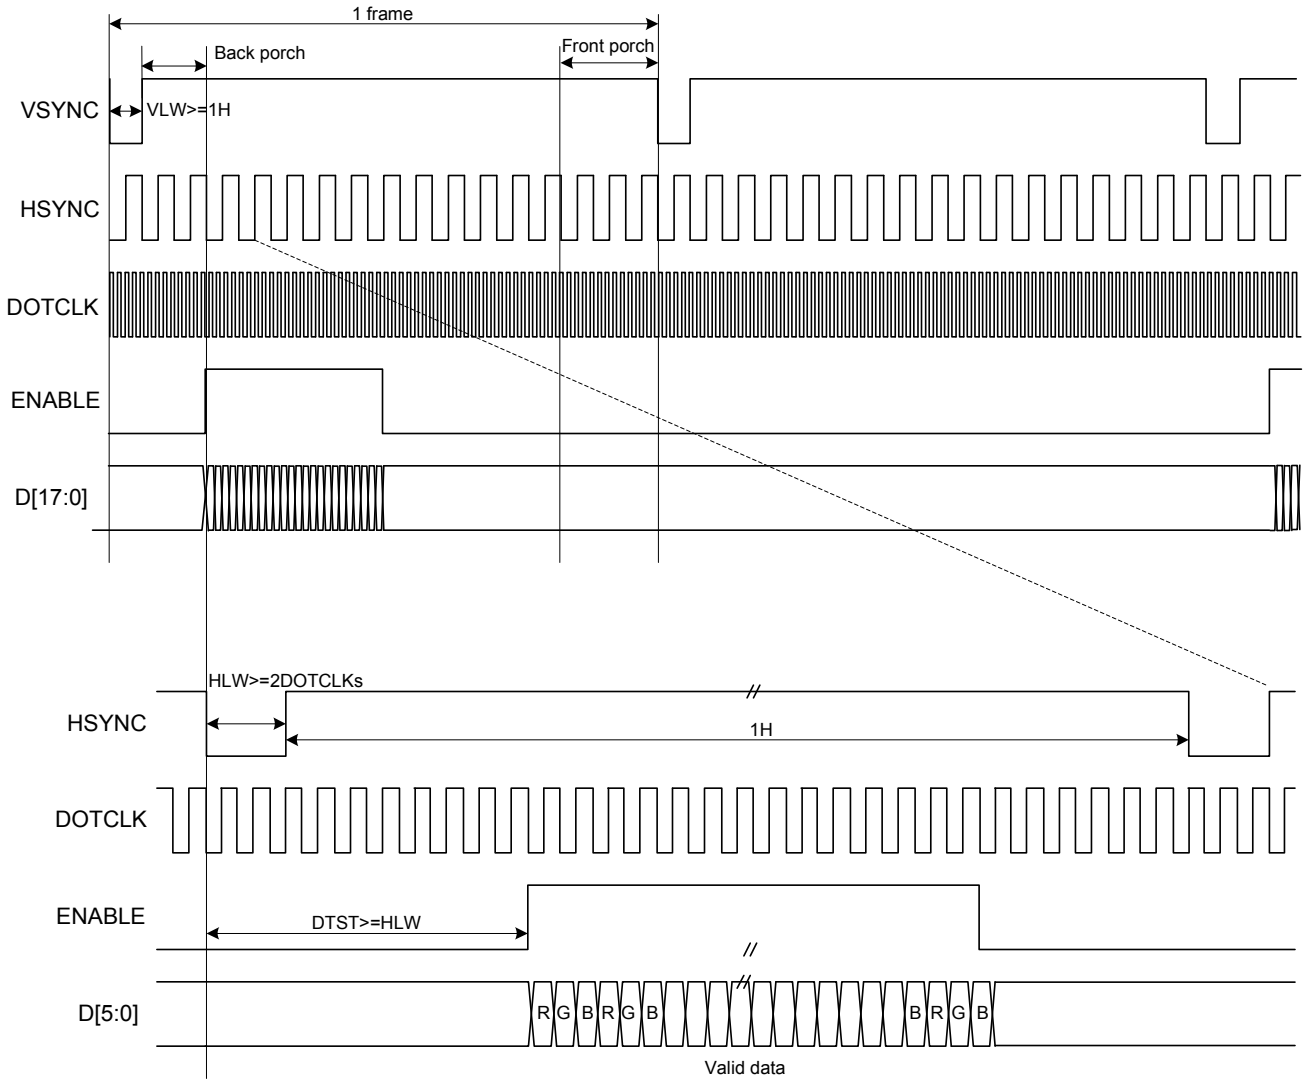 1 frame
Back porch
Front porch
VSYNC
VLW>=1H
HSYNC
DOTCLK
ENABLE
D[17:0]
HLW>=2DOTCLKs
HSYNC
1H
DOTCLK
ENABLE
DTST>=HLW
//
//
D[5:0]
//
R G B R G B B R G B
Valid data